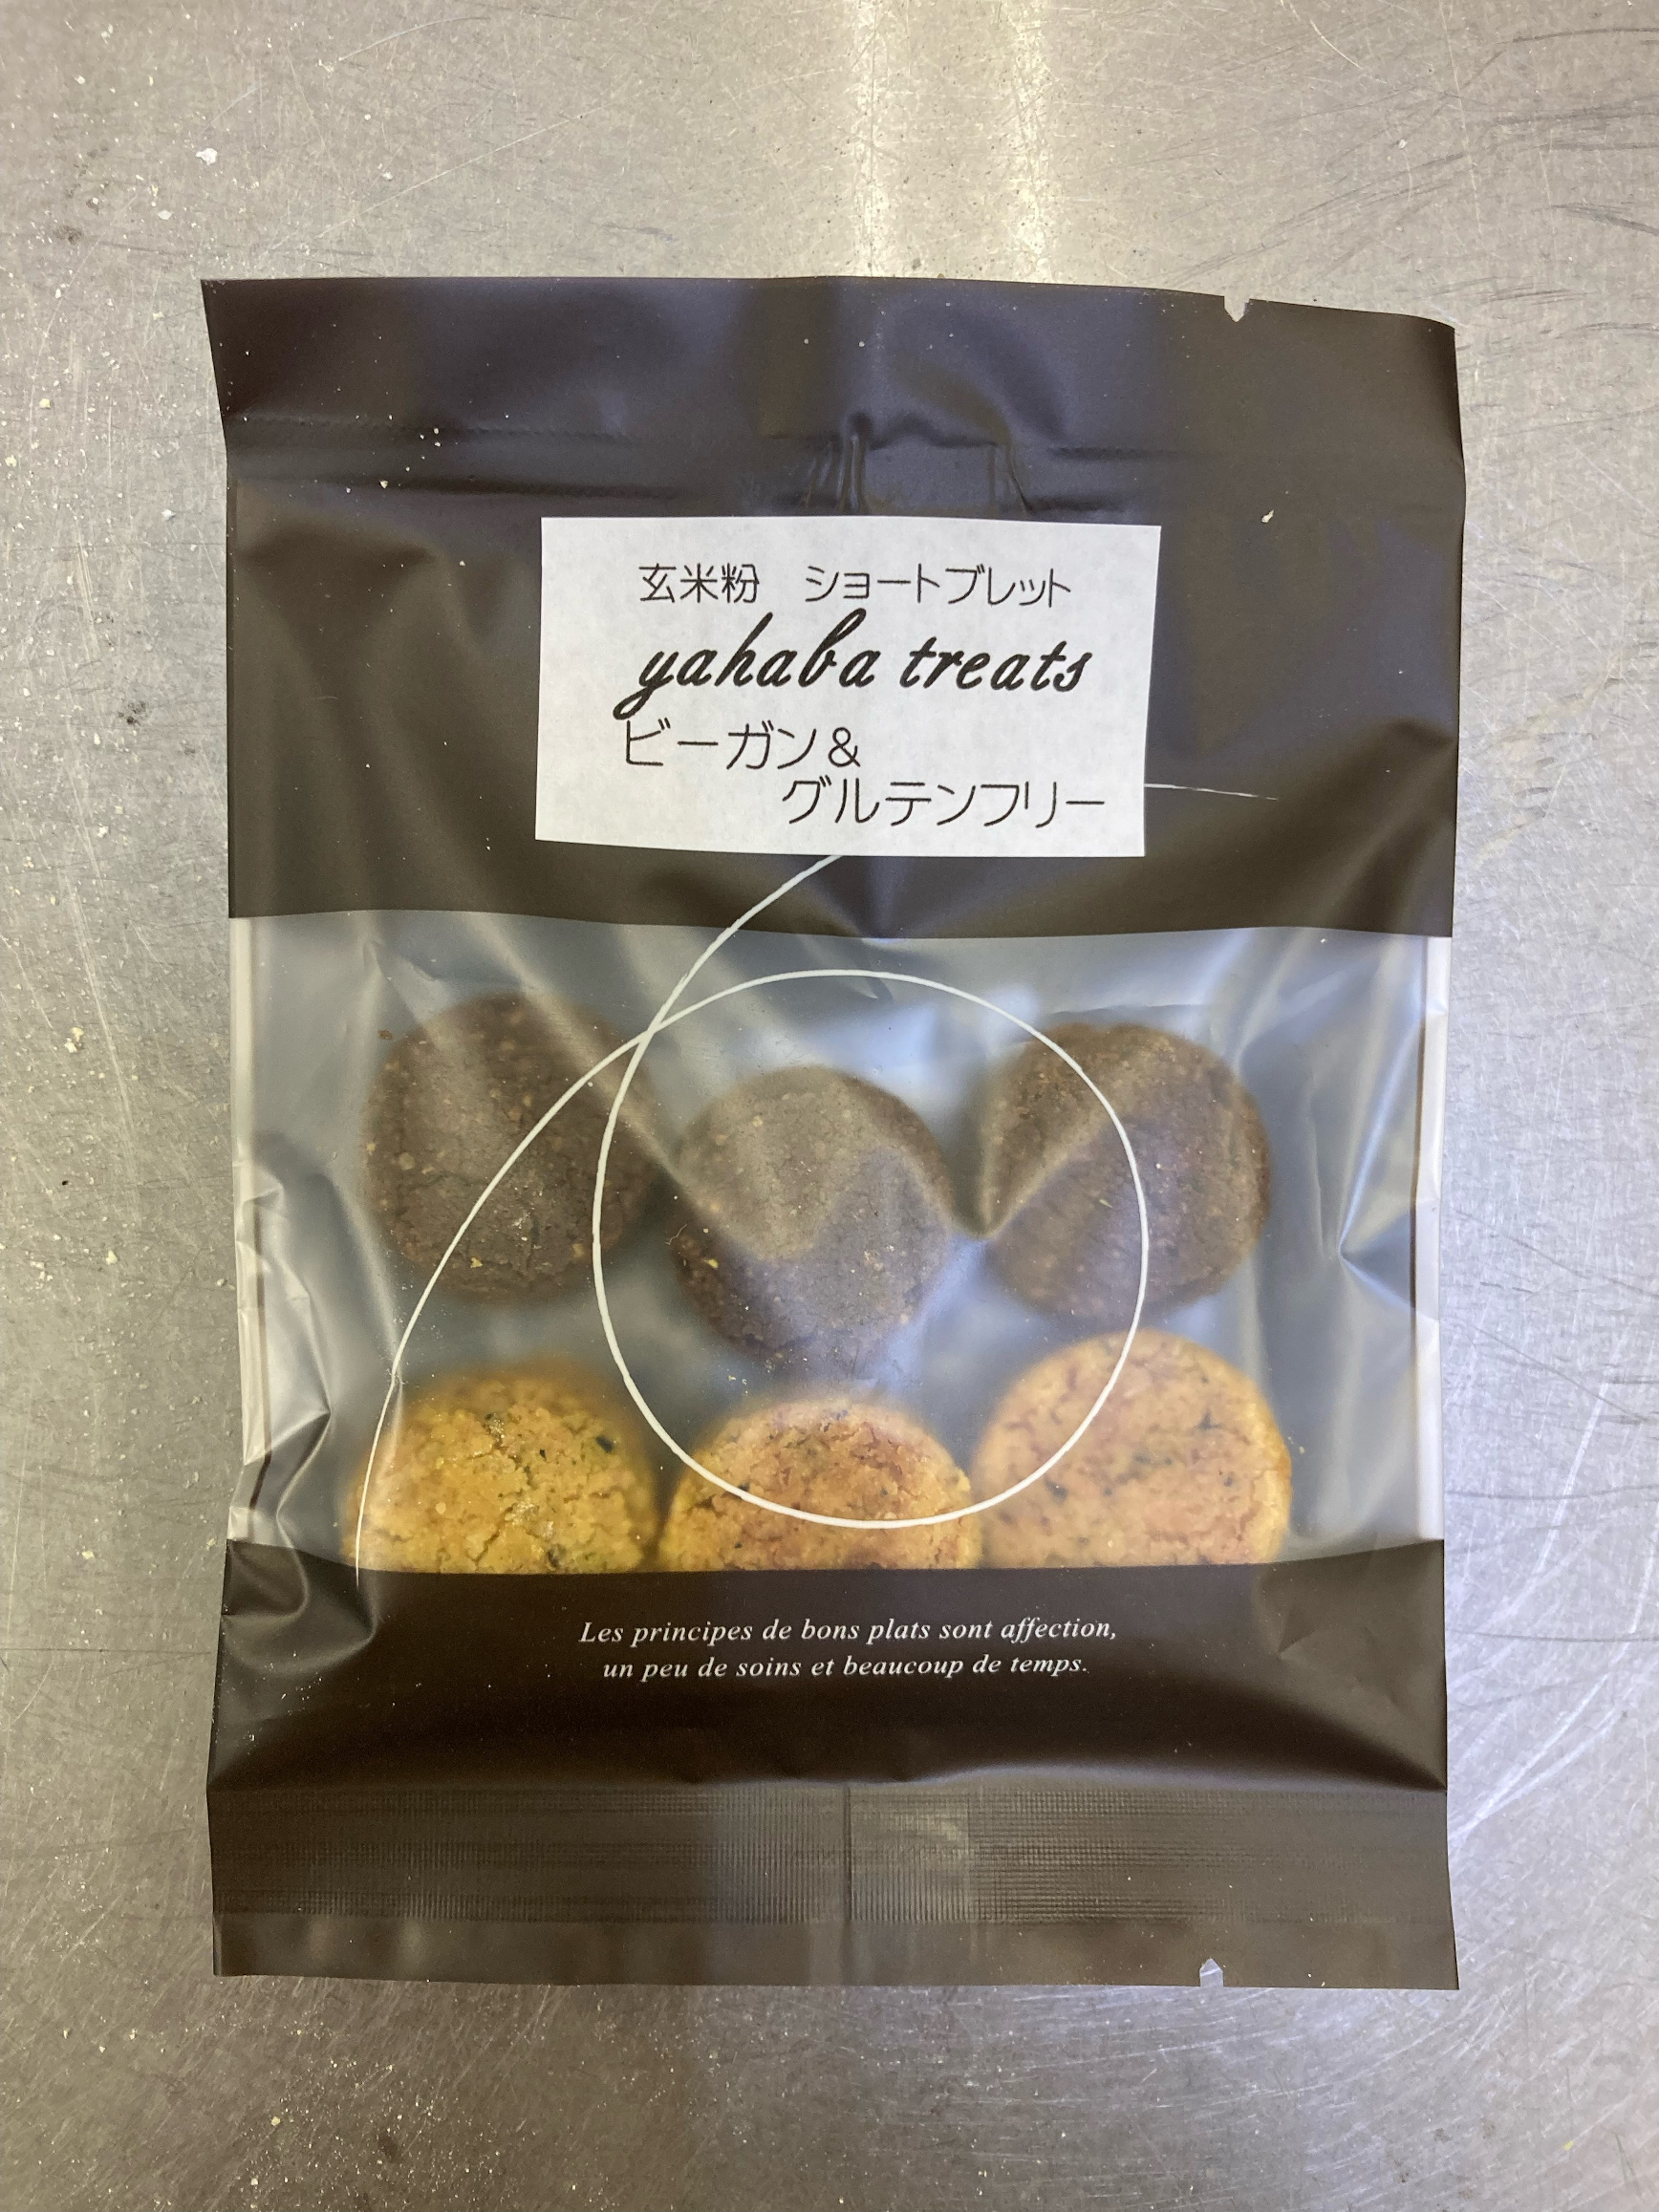 玄米粉　ショートブレット
yahaba treats
ビーガン&
グルテンフリー
Les principes de bons plats sont affection,
un peu de soins et beaucoup de temps.